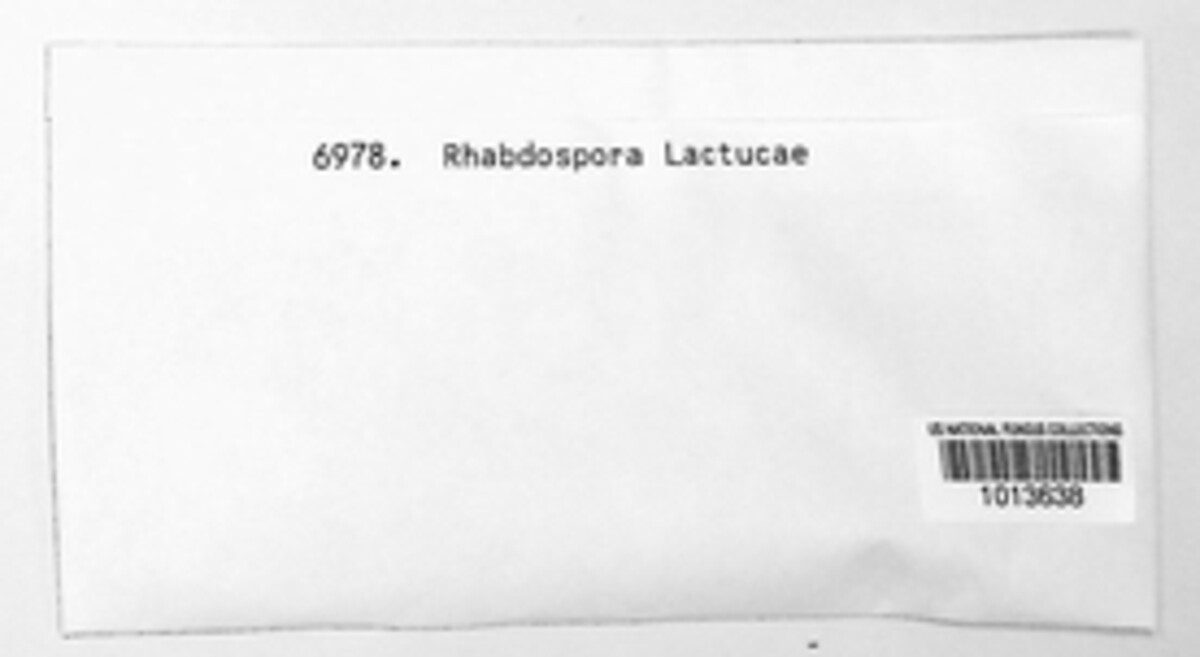 6978. Rhabdospora Lactucae
US NATIONAL FUNGUS COLLECTIONS
1013638